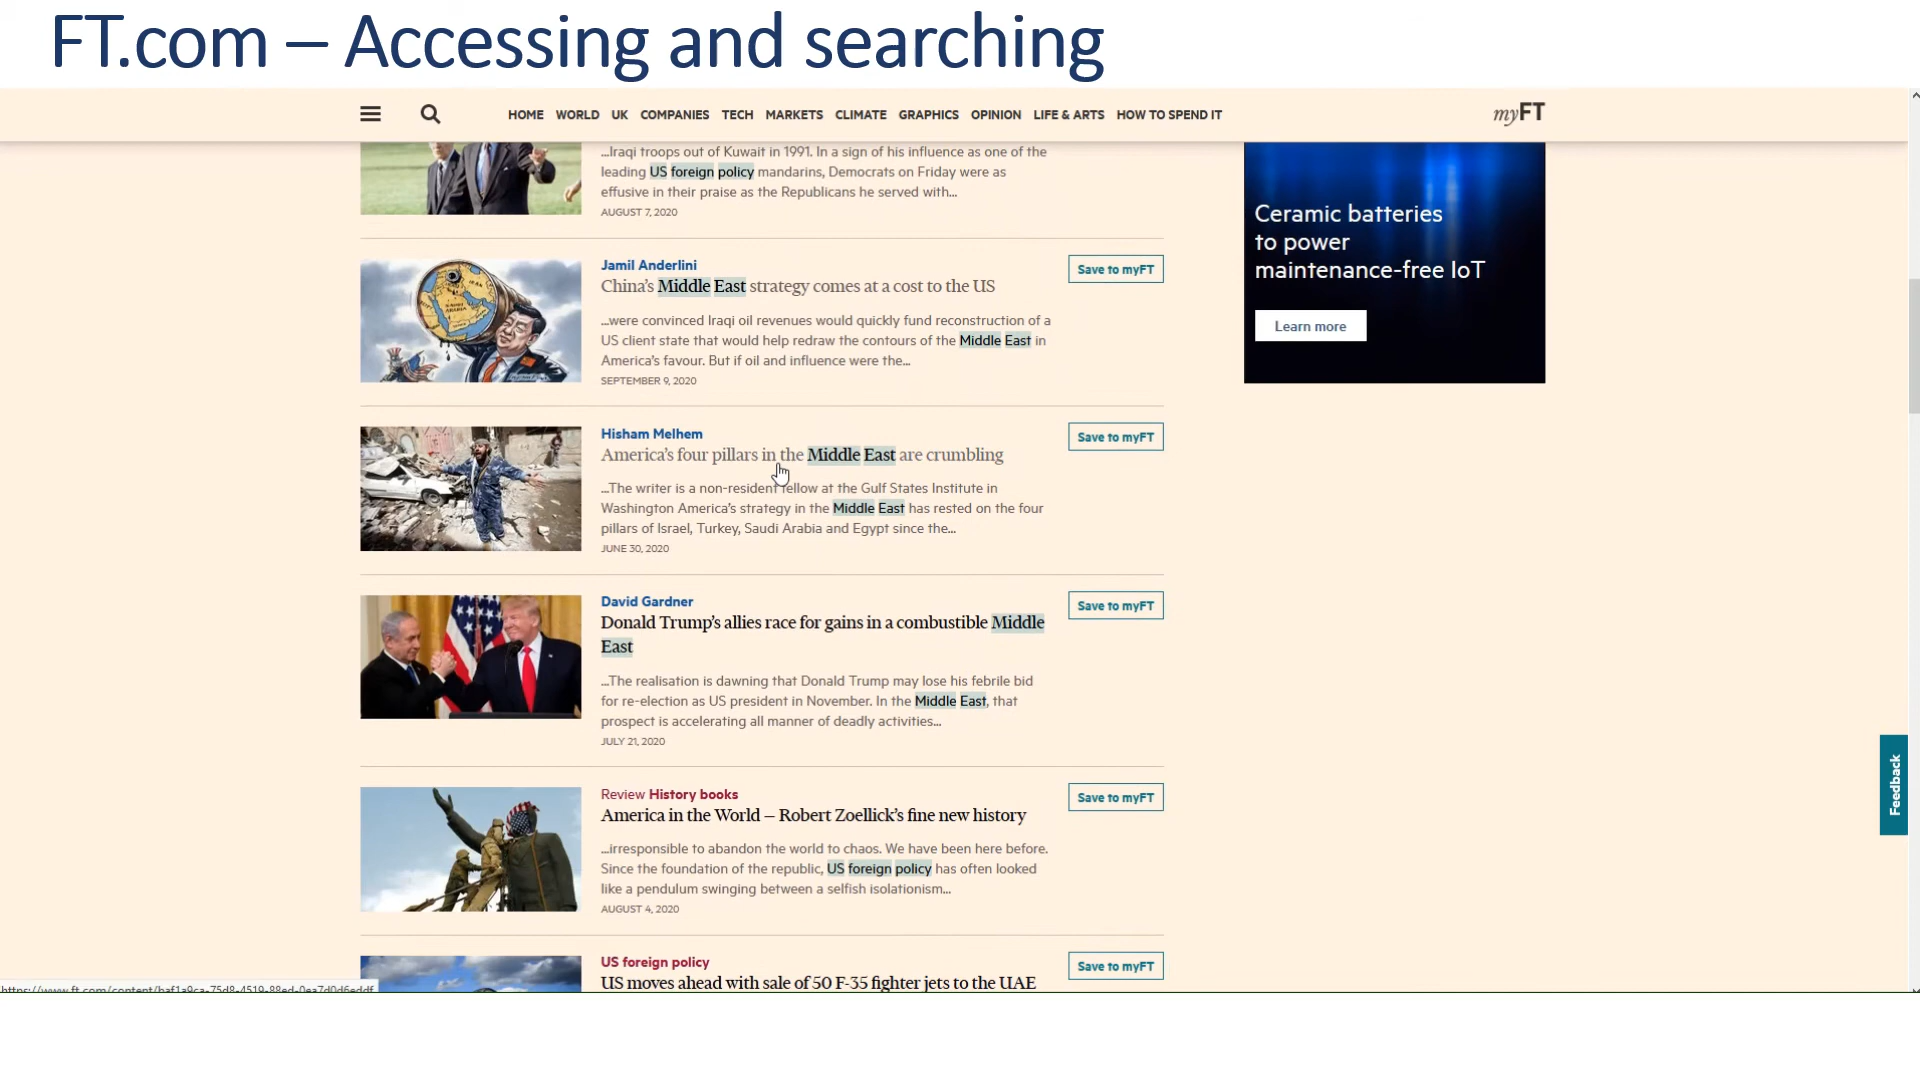 FT.com – Accessing and searching
HOME WORLD UK COMPANIES TECH MARKETS CLIMATE GRAPHICS OPINION LIFE & ARTS HOW TO SPEND IT
myFT
...Iraqi troops out of Kuwait in 1991. In a sign of his influence as one of the
leading US foreign policy mandarins, Democrats on Friday were as
effusive in their praise as the Republicans he served with...
AUGUST 7, 2020
Jamil Anderlini
Save to myFT
China's Middle East strategy comes at a cost to the US
...were convinced Iraqi oil revenues would quickly fund reconstruction of a
US client state that would help redraw the contours of the Middle East in
America's favour. But if oil and influence were the...
SEPTEMBER 9, 2020
Hisham Melhem
Save to myFT
America's four pillars in the Middle East are crumbling
...The writer is a non-resident fellow at the Gulf States Institute in
Washington America's strategy in the Middle East has rested on the four
pillars of Israel, Turkey, Saudi Arabia and Egypt since the...
JUNE 30, 2020
David Gardner
Save to myFT
Donald Trump's allies race for gains in a combustible Middle
East
...The realisation is dawning that Donald Trump may lose his febrile bid
for re-election as US president in November. In the Middle East, that
prospect is accelerating all manner of deadly activities...
JULY 21, 2020
Review History books
Save to myFT
America in the World – Robert Zoellick's fine new history
...irresponsible to abandon the world to chaos. We have been here before.
Since the foundation of the republic, US foreign policy has often looked
like a pendulum swinging between a selfish isolationism...
AUGUST 4, 2020
US foreign policy
Save to myFT
US moves ahead with sale of 50 F-35 fighter jets to the UAE
Ceramic batteries
to power
maintenance-free IoT
Learn more
Feedback